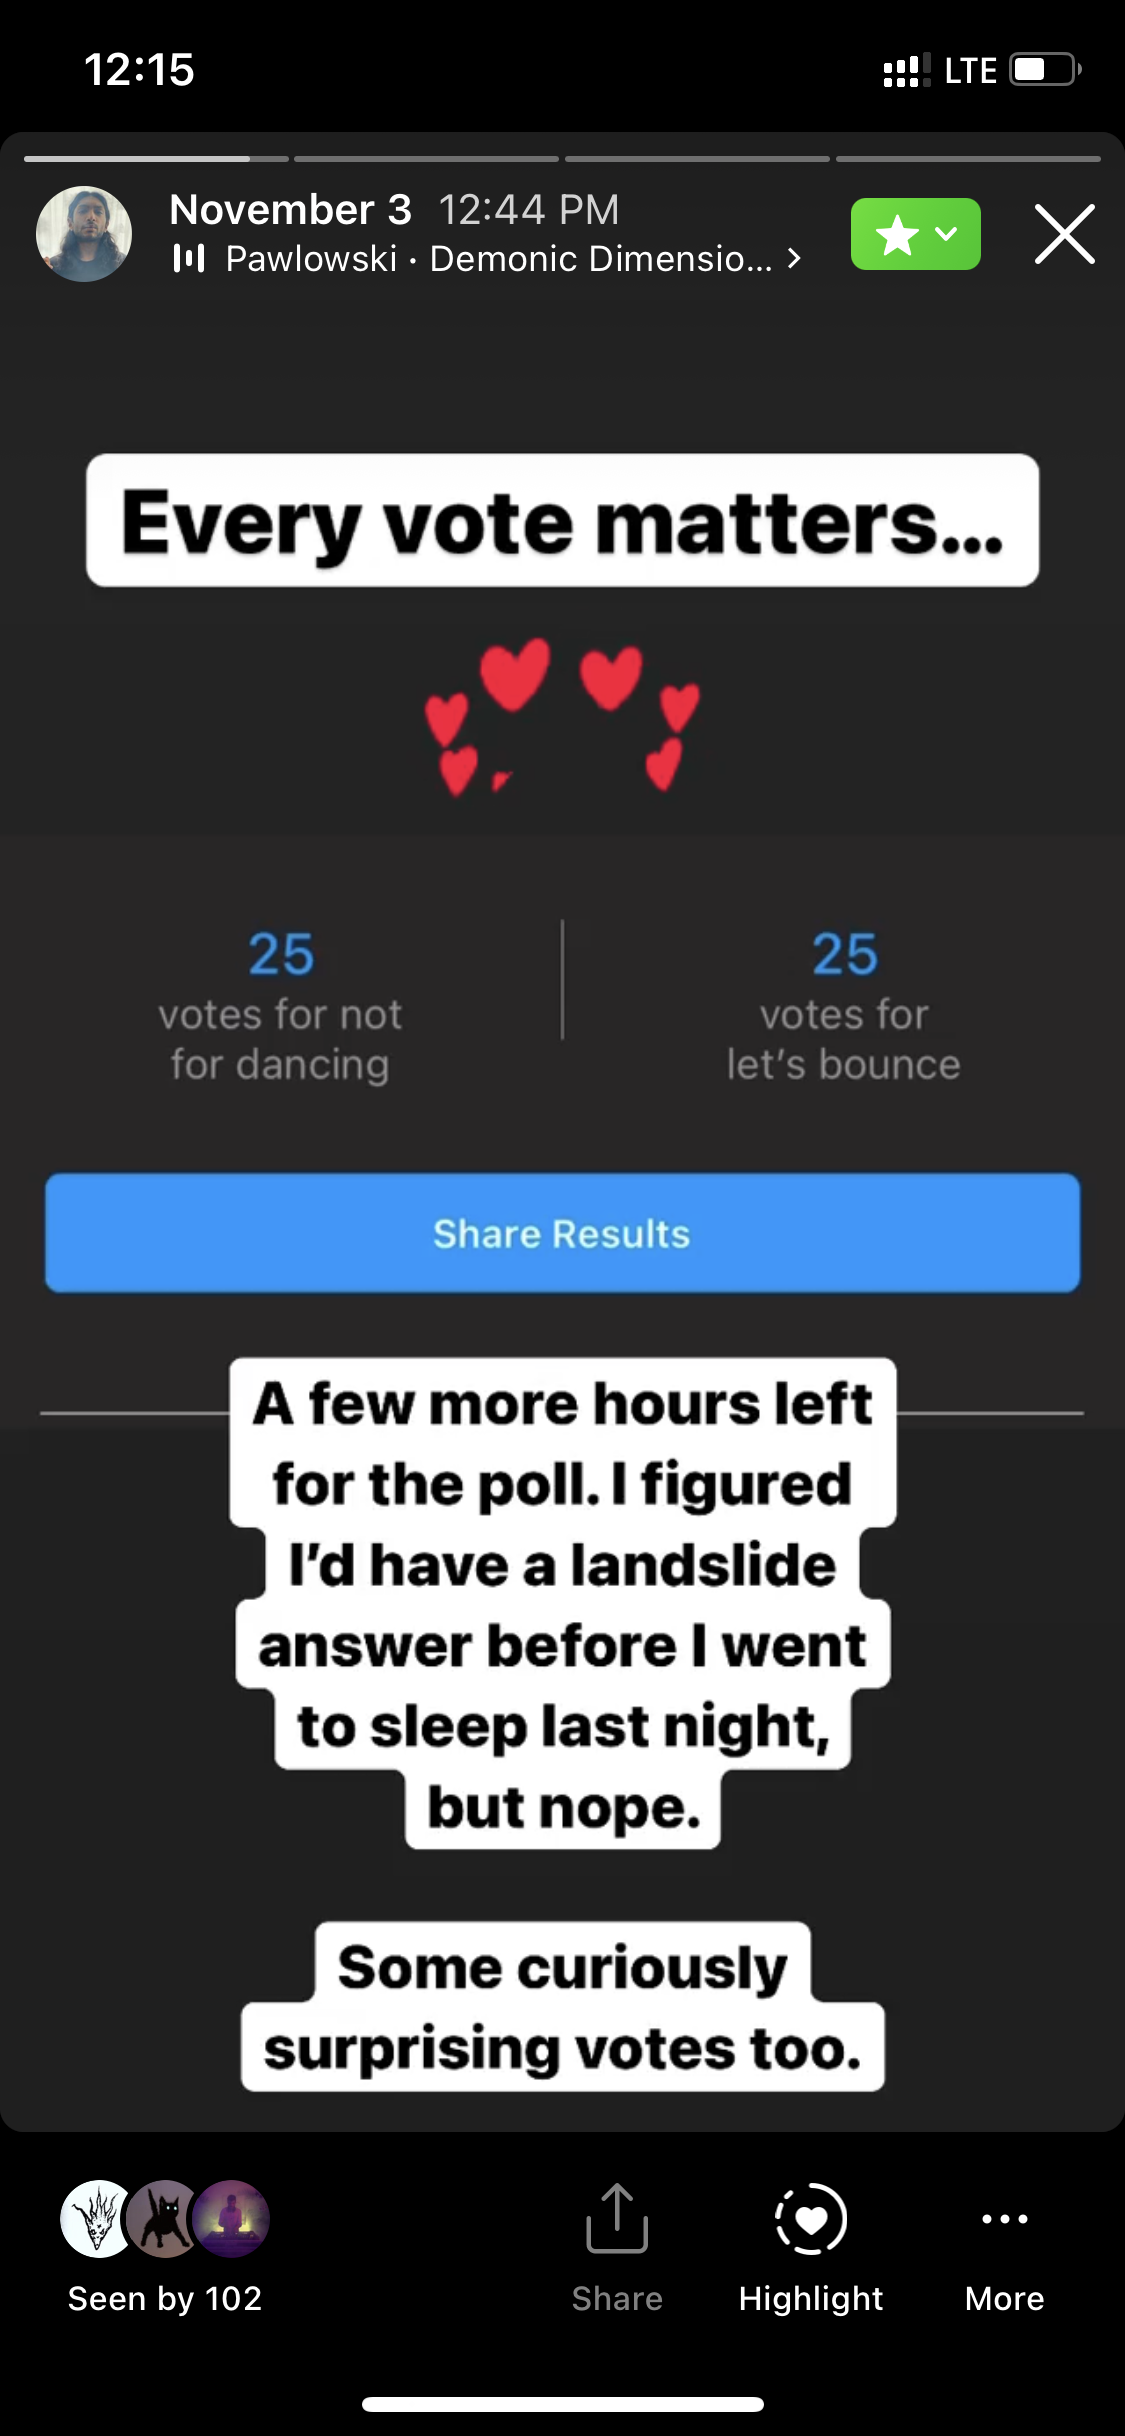 12:15
LTE
November 3 12:44 PM
Pawlowski · Demonic Dimensio... >
Every vote matters...
25
votes for not
for dancing
25
votes for
let's bounce
Share Results
A few more hours left
for the poll. I figured
I'd have a landslide
answer before I went
to sleep last night,
but nope.
Some curiously
surprising votes too.
Seen by 102
Share
Highlight
More